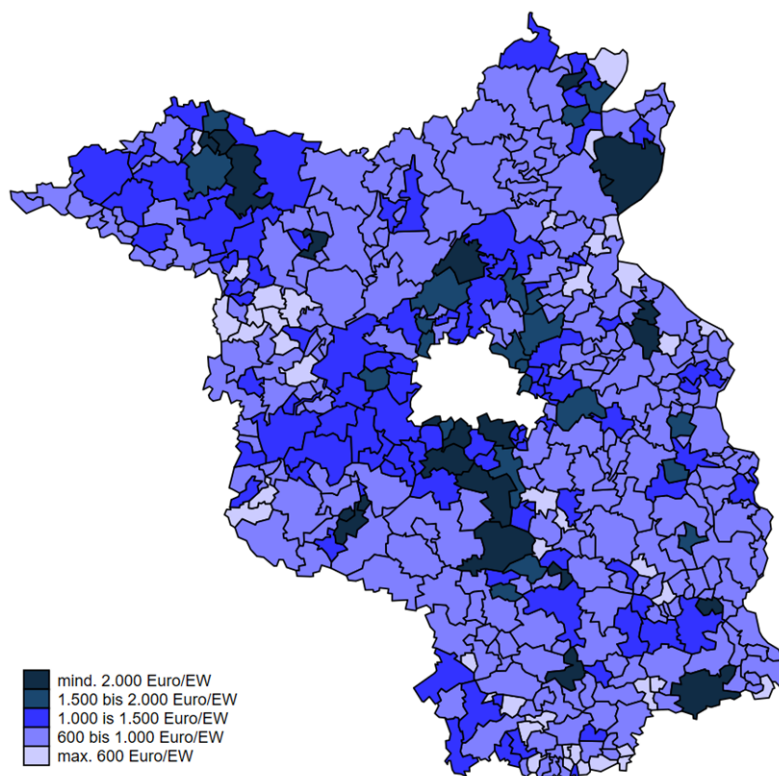 mind. 2.000 Euro/EW
1.500 bis 2.000 Euro/EW
1.000 is 1.500 Euro/EW
600 bis 1.000 Euro/EW
max. 600 Euro/EW